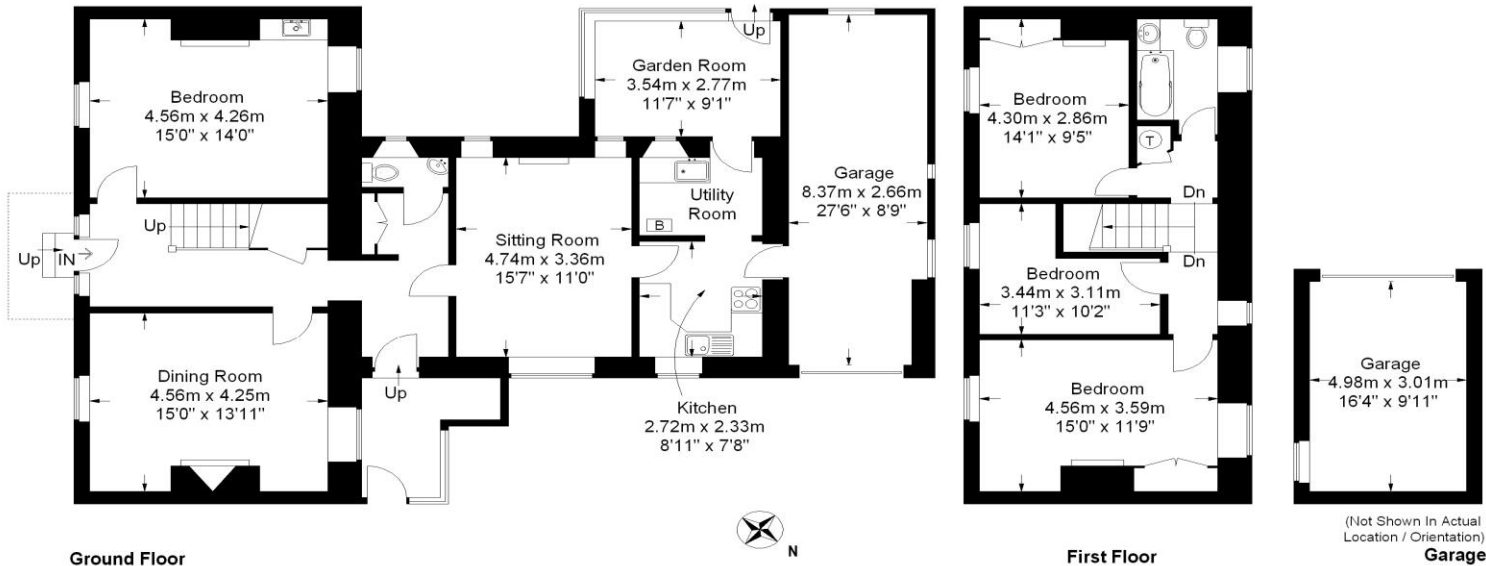 Bedroom
4.56m x 4.26m
15'0" x 14'0"
Up
Garden Room
3.54m x 2.77m
11'7" x 9'1"
Garage
8.37m x 2.66m
27'6" x 8'9"
Utility
Room
B
Up
Up
IN
Sitting Room
4.74m x 3.36m
15'7" x 11'0"
Dining Room
4.56m x 4.25m
15'0" x 13'11"
Up
Kitchen
2.72m x 2.33m
8'11" x 7'8"
N
Ground Floor
Bedroom
4.30m x 2.86m
14'1" x 9'5"
T
Dn
Bedroom
3.44m x 3.11m
11'3" x 10'2"
Dn
Bedroom
4.56m x 3.59m
15'0" x 11'9"
First Floor
Garage
4.98m x 3.01m
16'4" x 9'11"
(Not Shown In Actual
Location / Orientation)
Garage